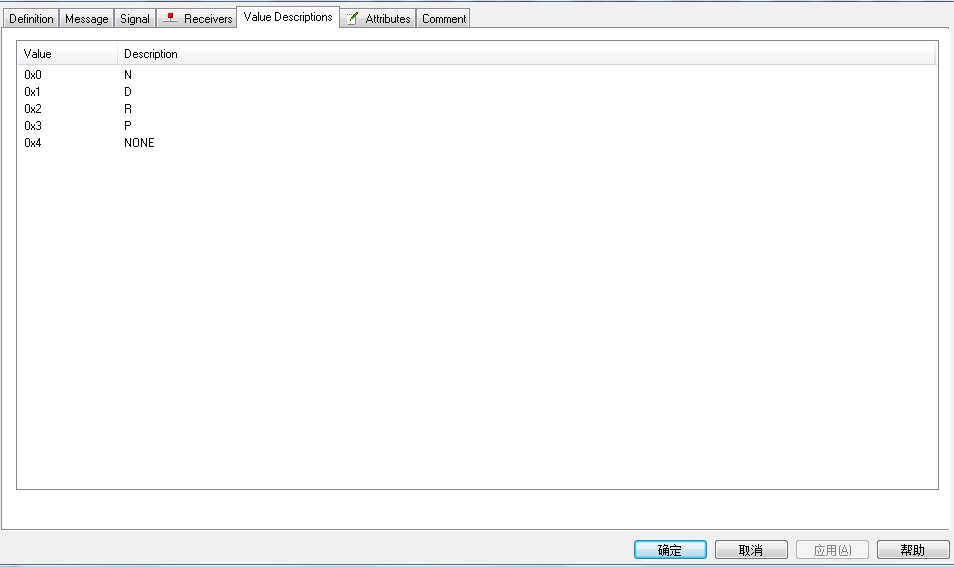 Definition Message Signal Receivers Value Descriptions Attributes Comment
Value Description
0x0 N
0x1 D
0x2 R
0x3 P
0x4 NONE
确定 取消 应用(A) 帮助